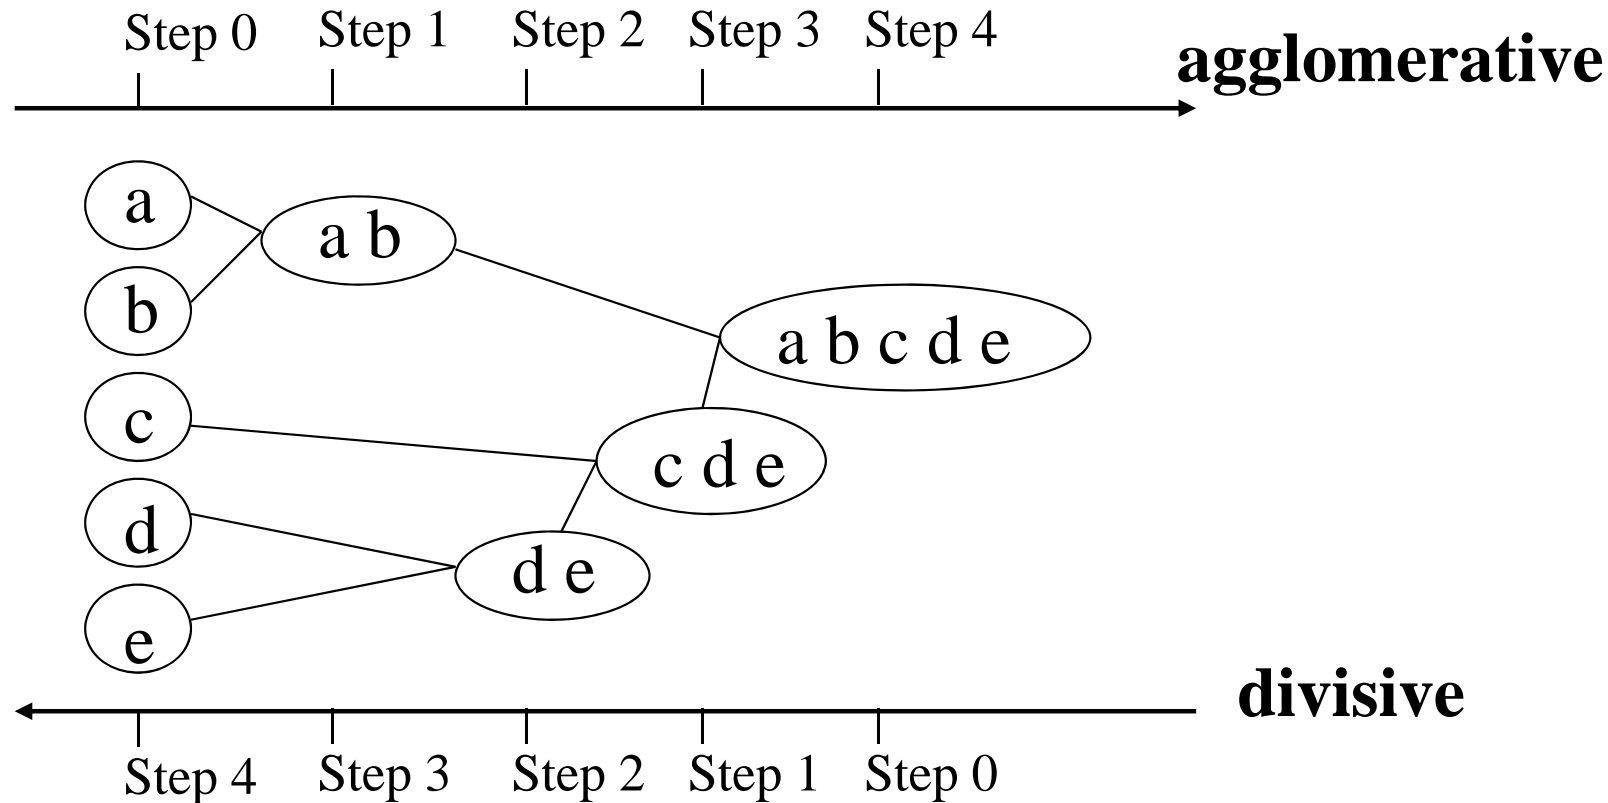 Step 0 Step 1 Step 2 Step 3 Step 4
agglomerative
a
a b
b
a b c d e
c
c d e
d
d e
e
divisive
Step 4 Step 3 Step 2 Step 1 Step 0